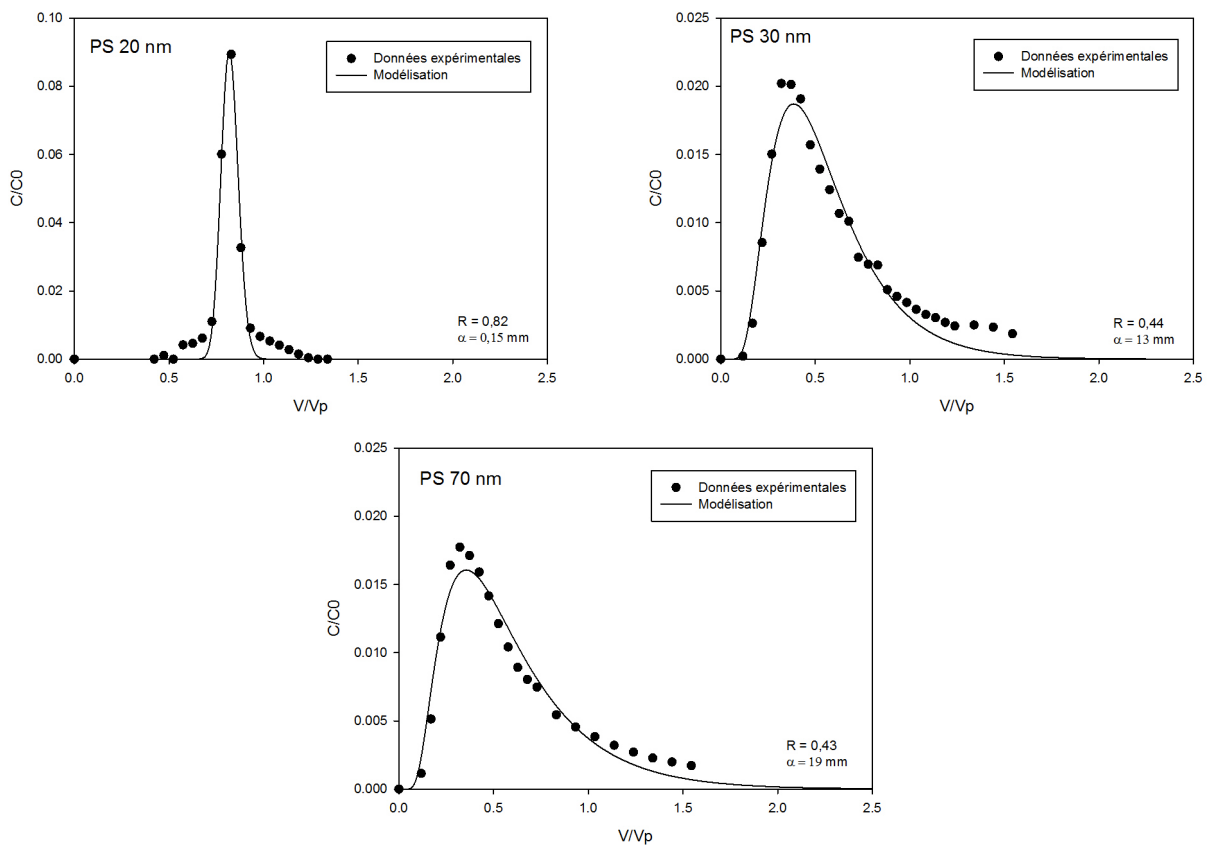 PS 20 nm
Données expérimentales
Modélisation
R = 0,82
α = 0,15 mm
C/C0
0.10
0.08
0.06
0.04
0.02
0.00
0.0 0.5 1.0 1.5 2.0 2.5
V/Vp
PS 30 nm
Données expérimentales
Modélisation
R = 0,44
α = 13 mm
C/C0
0.025
0.020
0.015
0.010
0.005
0.000
0.0 0.5 1.0 1.5 2.0 2.5
V/Vp
PS 70 nm
Données expérimentales
Modélisation
R = 0,43
α = 19 mm
C/C0
0.025
0.020
0.015
0.010
0.005
0.000
0.0 0.5 1.0 1.5 2.0 2.5
V/Vp